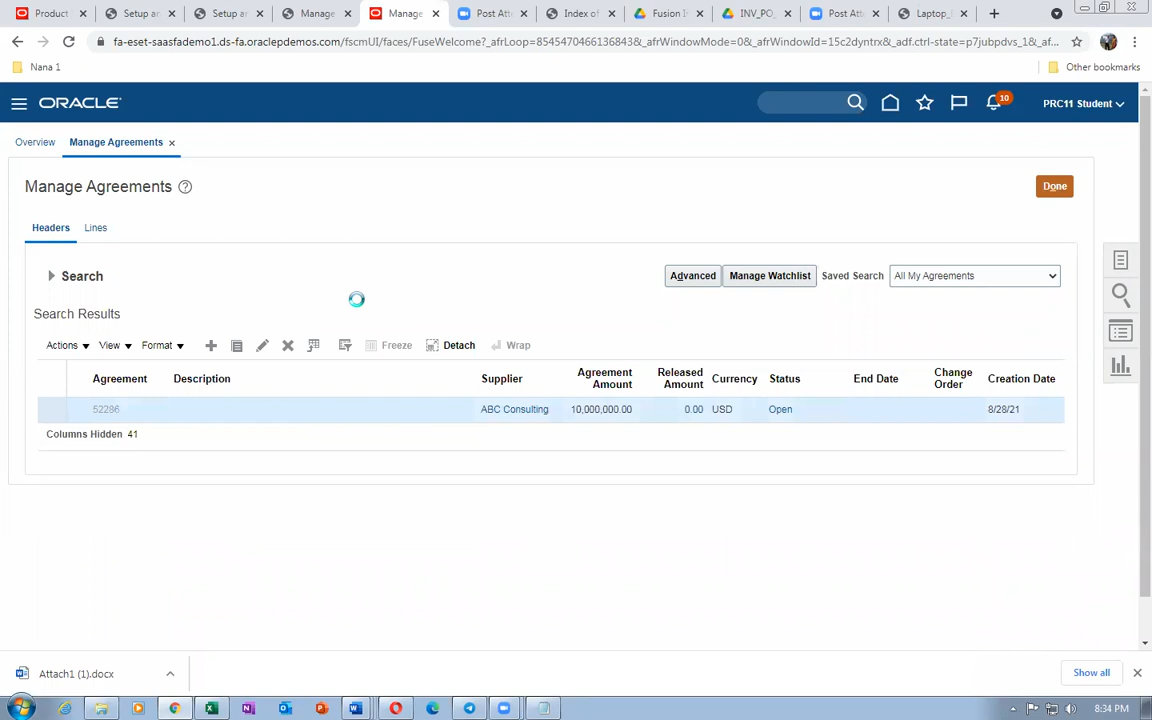 Product
Setup an
Setup an
Manage
Manage
Post Att
Index of
Fusion I
INV_PO_
Post Att
Laptop_
fa-eset-saasfademo1.ds-fa.oraclepdemos.com/fscmUI/faces/FuseWelcome?_afrLoop=8545470466136843&_afrWindowMode=0&_afrWindowId=15c2dyntrx&_adf.ctrl-state=p7jubpdvs_1&_af...
Nana 1
Other bookmarks
ORACLE
10
PRC11 Student
Overview
Manage Agreements
Manage Agreements
Done
Headers Lines
Search
Advanced Manage Watchlist Saved Search All My Agreements
Search Results
Actions View Format Freeze Detach Wrap
Agreement Description Supplier Agreement Amount Released Amount Currency Status End Date Change Order Creation Date
52286 ABC Consulting 10,000,000.00 0.00 USD Open 8/28/21
Columns Hidden 41
Attach1 (1).docx
Show all
8:34 PM